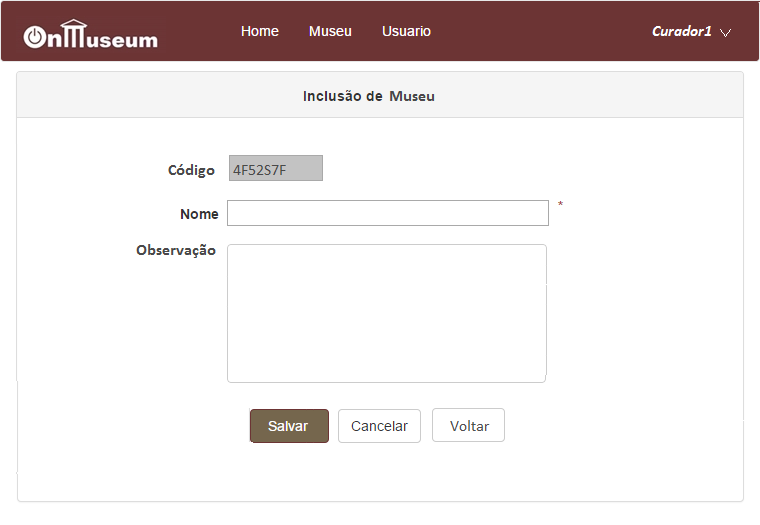 OnMuseum Home Museu Usuario Curador1
Inclusão de Museu
Código 4F52S7F
Nome *
Observação
Salvar Cancelar Voltar